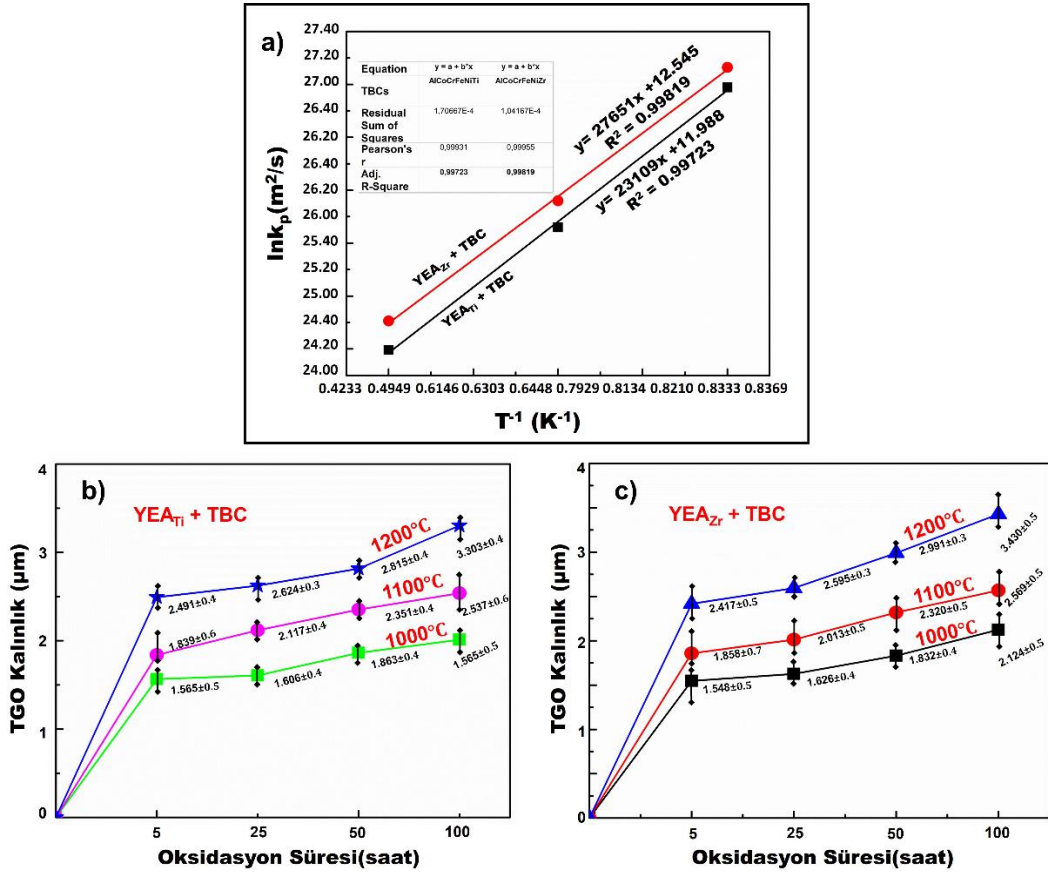 a)
27.40
27.20
27.00
26.40
26.20
26.40
26.20
26.00
25.40
25.20
25.00
24.40
24.20
24.00
lnkp(m²/s)
Equation y = a + b*x y = a + b*x
AlCoCrFeNiTi AlCoCrFeNiZr
TBCs
Residual 1,70667E-4 1,04167E-4
Sum of
Squares
Pearson's 0,99931 0,99955
r
Adj. 0,99723 0,99819
R-Square
y= 27651x +12.545
R² = 0.99819
y= 23109x +11.988
R² = 0.99723
YEAZr + TBC
YEATi + TBC
0.4233 0.4949 0.6146 0.6303 0.6448 0.7929 0.8134 0.8210 0.8333 0.8369
T⁻¹ (K⁻¹)
b)
YEATi + TBC
4
3
2
1
0
TGO Kalınlık (µm)
1200°C
2.491±0.4 2.624±0.3 2.815±0.4 3.303±0.4
1100°C
1.839±0.6 2.117±0.4 2.351±0.4 2.537±0.6
1000°C
1.565±0.5 1.606±0.4 1.863±0.4 1.565±0.5
5 25 50 100
Oksidasyon Süresi(saat)
c)
YEAZr + TBC
4
3
2
1
0
TGO Kalınlık (µm)
1200°C
2.417±0.5 2.595±0.3 2.991±0.3 3.430±0.5
1100°C
1.858±0.7 2.013±0.5 2.320±0.5 2.569±0.5
1000°C
1.548±0.5 1.626±0.4 1.832±0.4 2.124±0.5
5 25 50 100
Oksidasyon Süresi(saat)